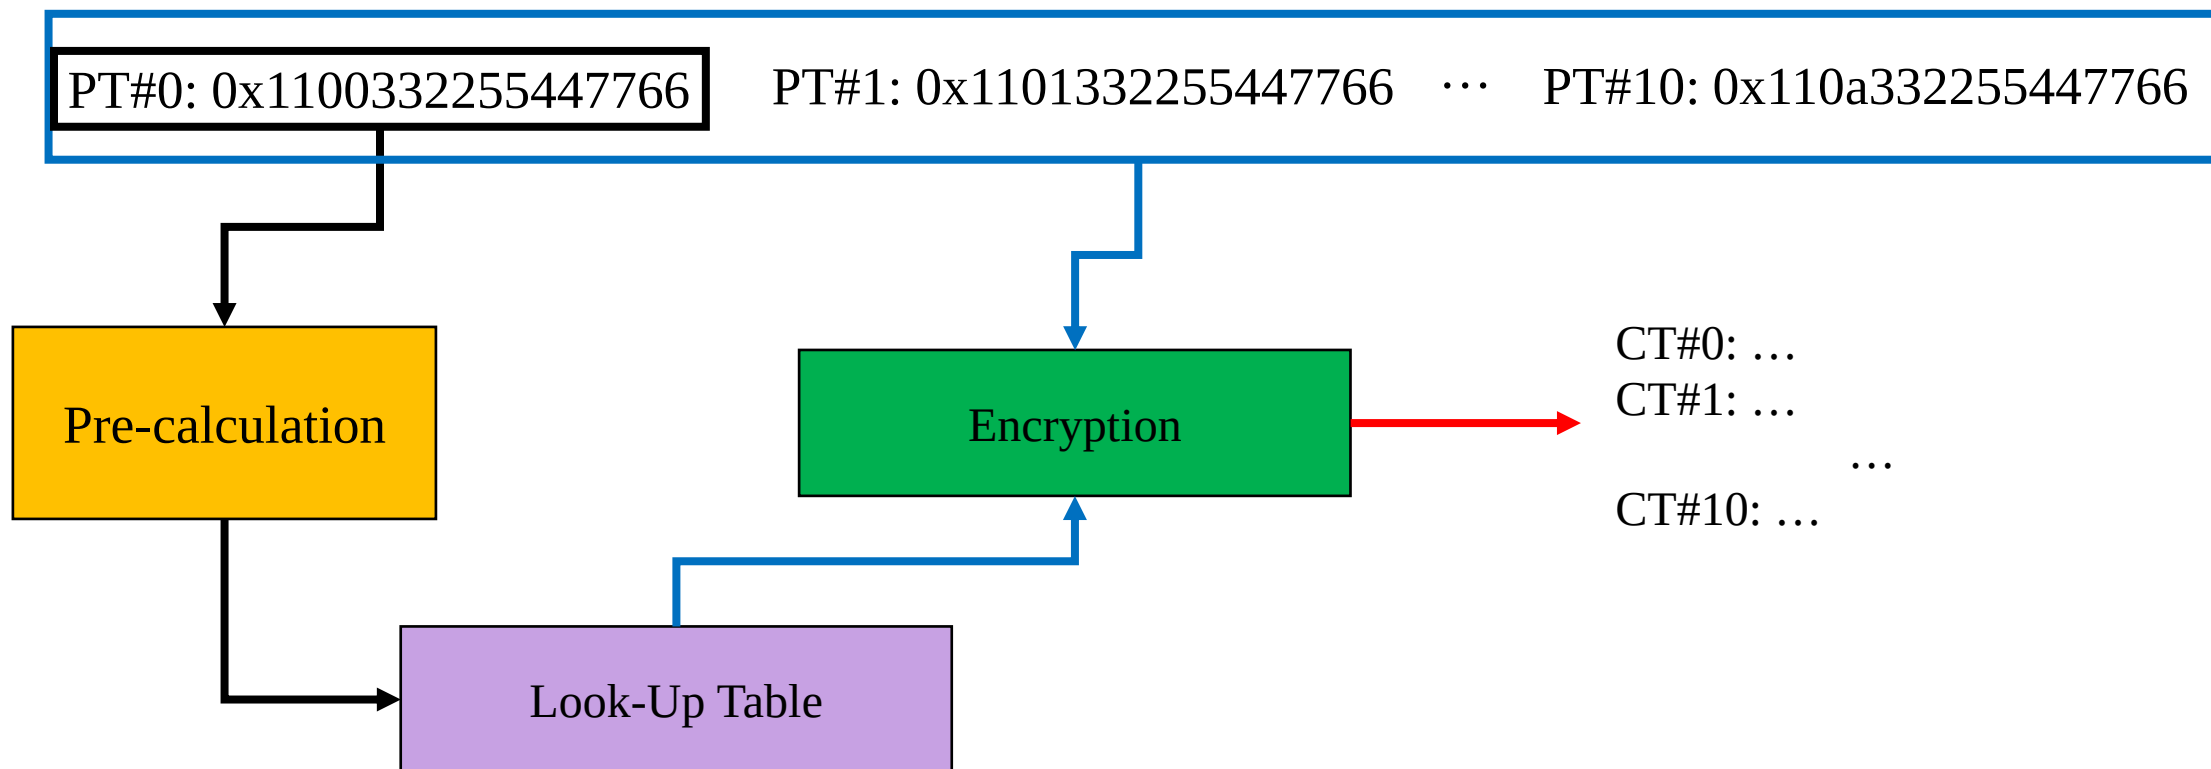 PT#0: 0x1100332255447766 PT#1: 0x1101332255447766 ··· PT#10: 0x110a332255447766
Pre-calculation
Encryption
CT#0: …
CT#1: …
…
CT#10: …
Look-Up Table